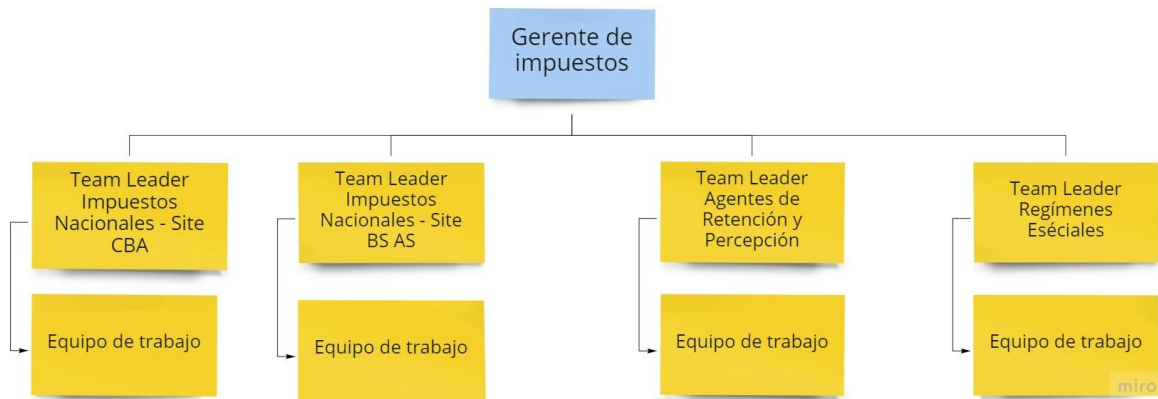 Gerente de
impuestos
Team Leader
Impuestos
Nacionales - Site
CBA
Team Leader
Impuestos
Nacionales - Site
BS AS
Team Leader
Agentes de
Retención y
Percepción
Team Leader
Regímenes
Eséciales
Equipo de trabajo
Equipo de trabajo
Equipo de trabajo
Equipo de trabajo
miro